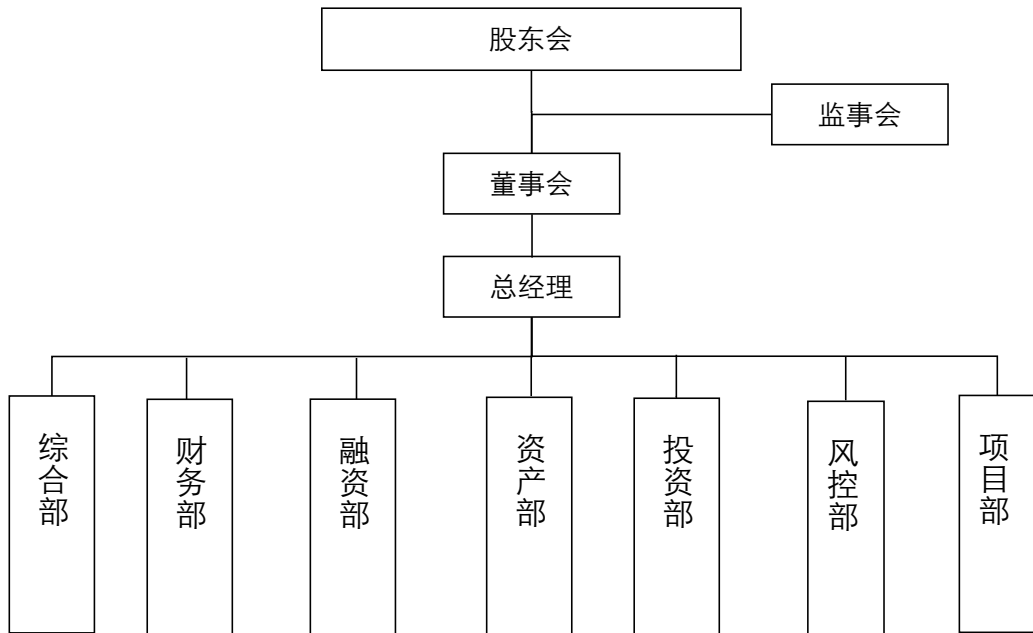 股东会
监事会
董事会
总经理
综合部
财务部
融资部
资产部
投资部
风控部
项目部